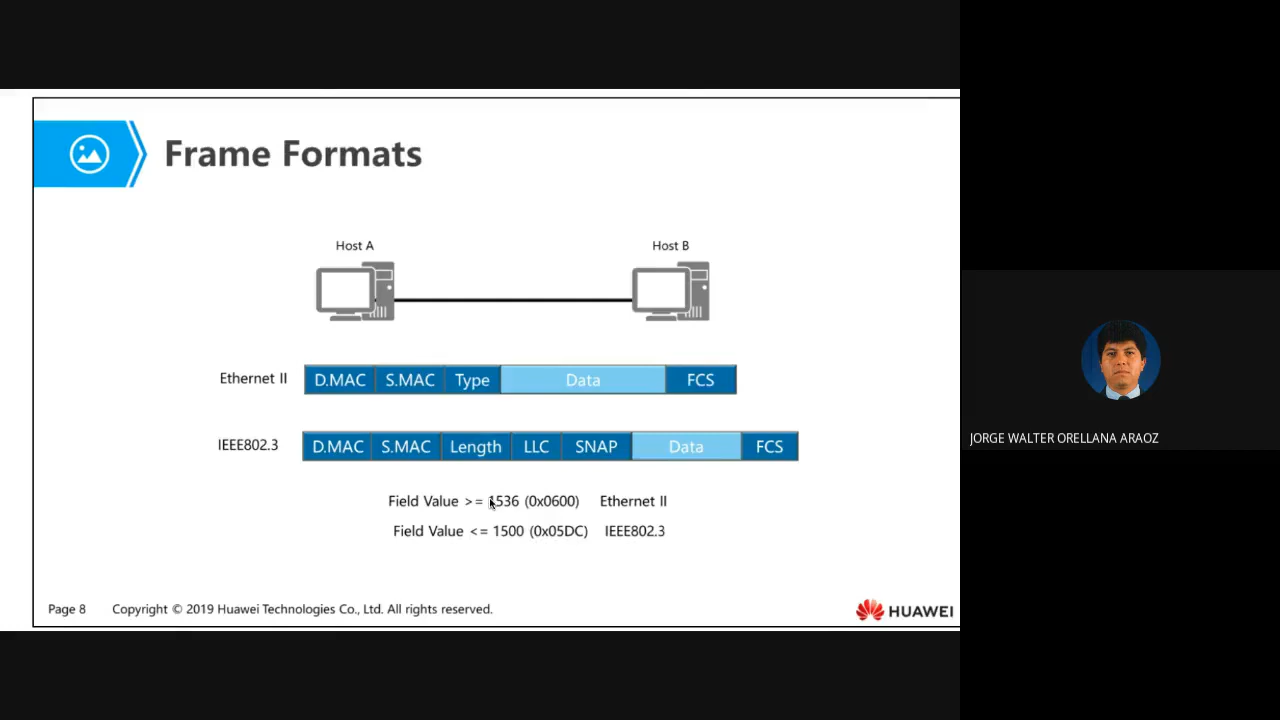 Frame Formats
Host A
Host B
Ethernet II
D.MAC S.MAC Type Data FCS
IEEE802.3
D.MAC S.MAC Length LLC SNAP Data FCS
Field Value >= 1536 (0x0600) Ethernet II
Field Value <= 1500 (0x05DC) IEEE802.3
Page 8 Copyright © 2019 Huawei Technologies Co., Ltd. All rights reserved.
HUAWEI
JORGE WALTER ORELLANA ARAOZ